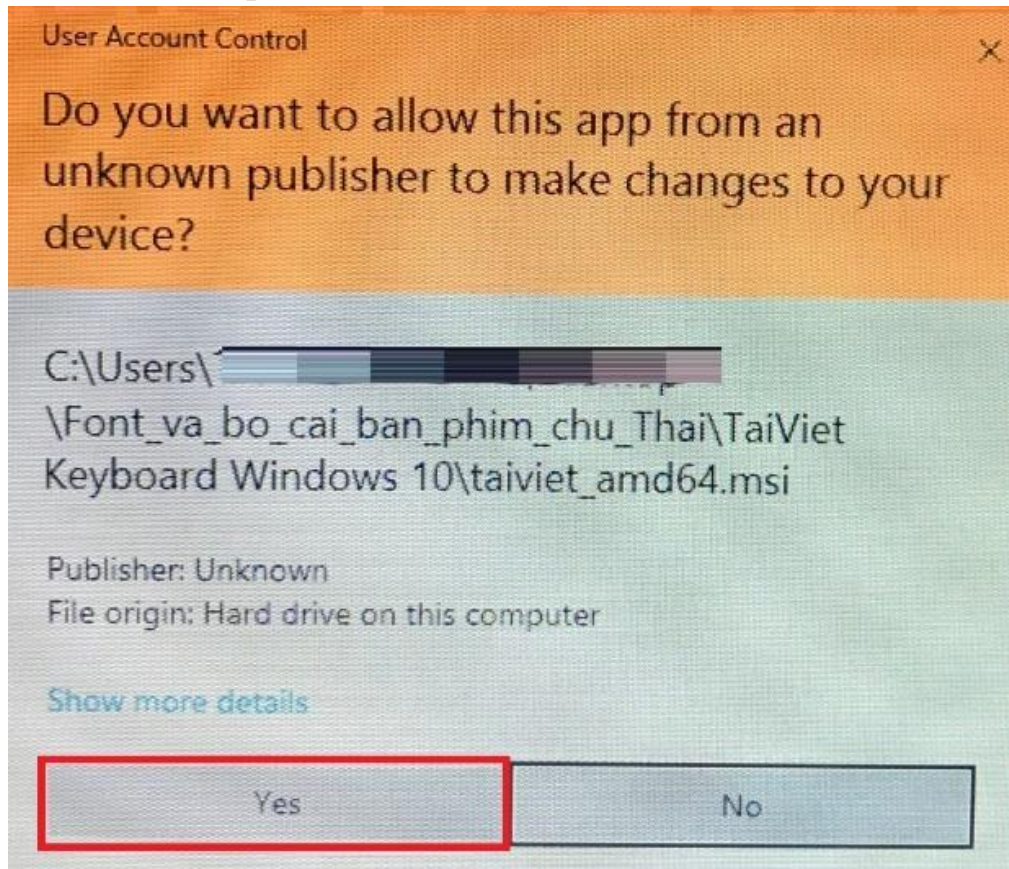 User Account Control
Do you want to allow this app from an
unknown publisher to make changes to your
device?
C:\Users\
\Font_va_bo_cai_ban_phim_chu_Thai\TaiViet
Keyboard Windows 10\taiviet_amd64.msi
Publisher: Unknown
File origin: Hard drive on this computer
Show more details
Yes
No